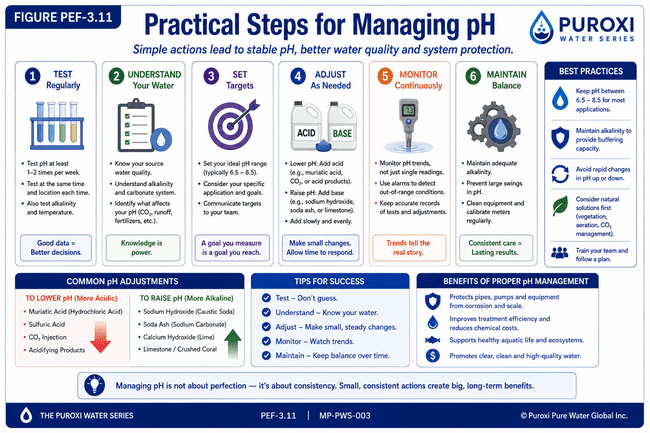 FIGURE PEF-3.11
Practical Steps for Managing pH
Simple actions lead to stable pH, better water quality and system protection.
PUROXI
WATER SERIES
1
TEST
Regularly
• Test pH at least
1–2 times per week.
• Test at the same time
and location each time.
• Also test alkalinity
and temperature.
Good data =
Better decisions.
2
UNDERSTAND
Your Water
• Know your source
water quality.
• Understand alkalinity
and carbonate system.
• Identify what affects
your pH (CO₂, runoff,
fertilizers, etc.).
Knowledge is
power.
3
SET
Targets
• Set your ideal pH range
(typically 6.5 – 8.5).
• Consider your specific
application and goals.
• Communicate targets
to your team.
A goal you measure
is a goal you reach.
4
ADJUST
As Needed
ACID
BASE
• Lower pH: Add acid
(e.g., muriatic acid,
CO₂, or acid products).
• Raise pH: Add base
(e.g., sodium hydroxide,
soda ash, or limestone).
• Add slowly and evenly.
Make small changes.
Allow time to respond.
5
MONITOR
Continuously
• Monitor pH trends,
not just single readings.
• Use alarms to detect
out-of-range conditions.
• Keep accurate records
of tests and adjustments.
Trends tell the
real story.
6
MAINTAIN
Balance
• Maintain adequate
alkalinity.
• Prevent large swings
in pH.
• Clean equipment and
calibrate meters
regularly.
Consistent care =
Lasting results.
BEST PRACTICES
Keep pH between
6.5 – 8.5 for most
applications.
Maintain alkalinity to
provide buffering
capacity.
Avoid rapid changes
in pH up or down.
Consider natural
solutions first
(vegetation,
aeration, CO₂
management).
Train your team and
follow a plan.
COMMON pH ADJUSTMENTS
TO LOWER pH (More Acidic)
• Muriatic Acid (Hydrochloric Acid)
• Sulfuric Acid
• CO₂ Injection
• Acidifying Products
TO RAISE pH (More Alkaline)
• Sodium Hydroxide (Caustic Soda)
• Soda Ash (Sodium Carbonate)
• Calcium Hydroxide (Lime)
• Limestone / Crushed Coral
TIPS FOR SUCCESS
Test – Don't guess.
Understand – Know your water.
Adjust – Make small, steady changes.
Monitor – Watch trends.
Maintain – Keep balance over time.
BENEFITS OF PROPER pH MANAGEMENT
Protects pipes, pumps and equipment
from corrosion and scale.
Improves treatment efficiency and
reduces chemical costs.
Supports healthy aquatic life and ecosystems.
$
Promotes clear, clean and high-quality water.
Managing pH is not about perfection — it's about consistency. Small, consistent actions create big, long-term benefits.
THE PUROXI WATER SERIES
PEF-3.11 | MP-PWS-003
© Puroxi Pure Water Global Inc.